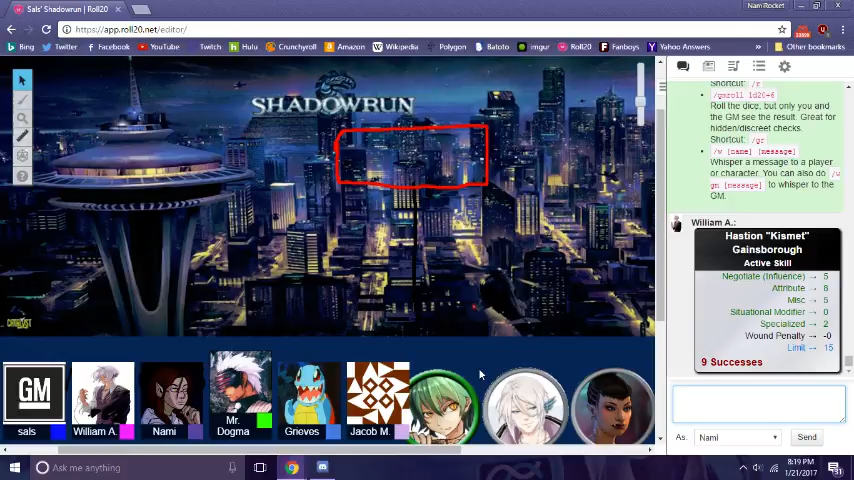 Sals' Shadowrun | Roll20
Nam Rocket
https://app.roll20.net/editor/
Bing
Twitter
Facebook
YouTube
Twitch
Hulu
Crunchyroll
Amazon
Wikipedia
Polygon
Batoto
imgur
Roll20
Fanboys
Yahoo Answers
Other bookmarks
SHADOWRUN
CATALYST
Shortcut: /r
/gmroll 1d20+6
Roll the dice, but only you and
the GM see the result. Great for
hidden/discreet checks.
Shortcut: /gr
/w [name] [message]
Whisper a message to a player
or character. You can also do /w
gm [message] to whisper to the
GM.
William A.:
Hastion "Kismet"
Gainsborough
Active Skill
Negotiate (Influence) 5
Attribute 8
Misc 5
Situational Modifier 0
Specialized 2
Wound Penalty -0
Limit 15
9 Successes
GM
sals
William A.
Nami
Mr.
Dogma
Grieves
Jacob M.
As:
Nami
Send
Ask me anything
8:19 PM
1/21/2017
31